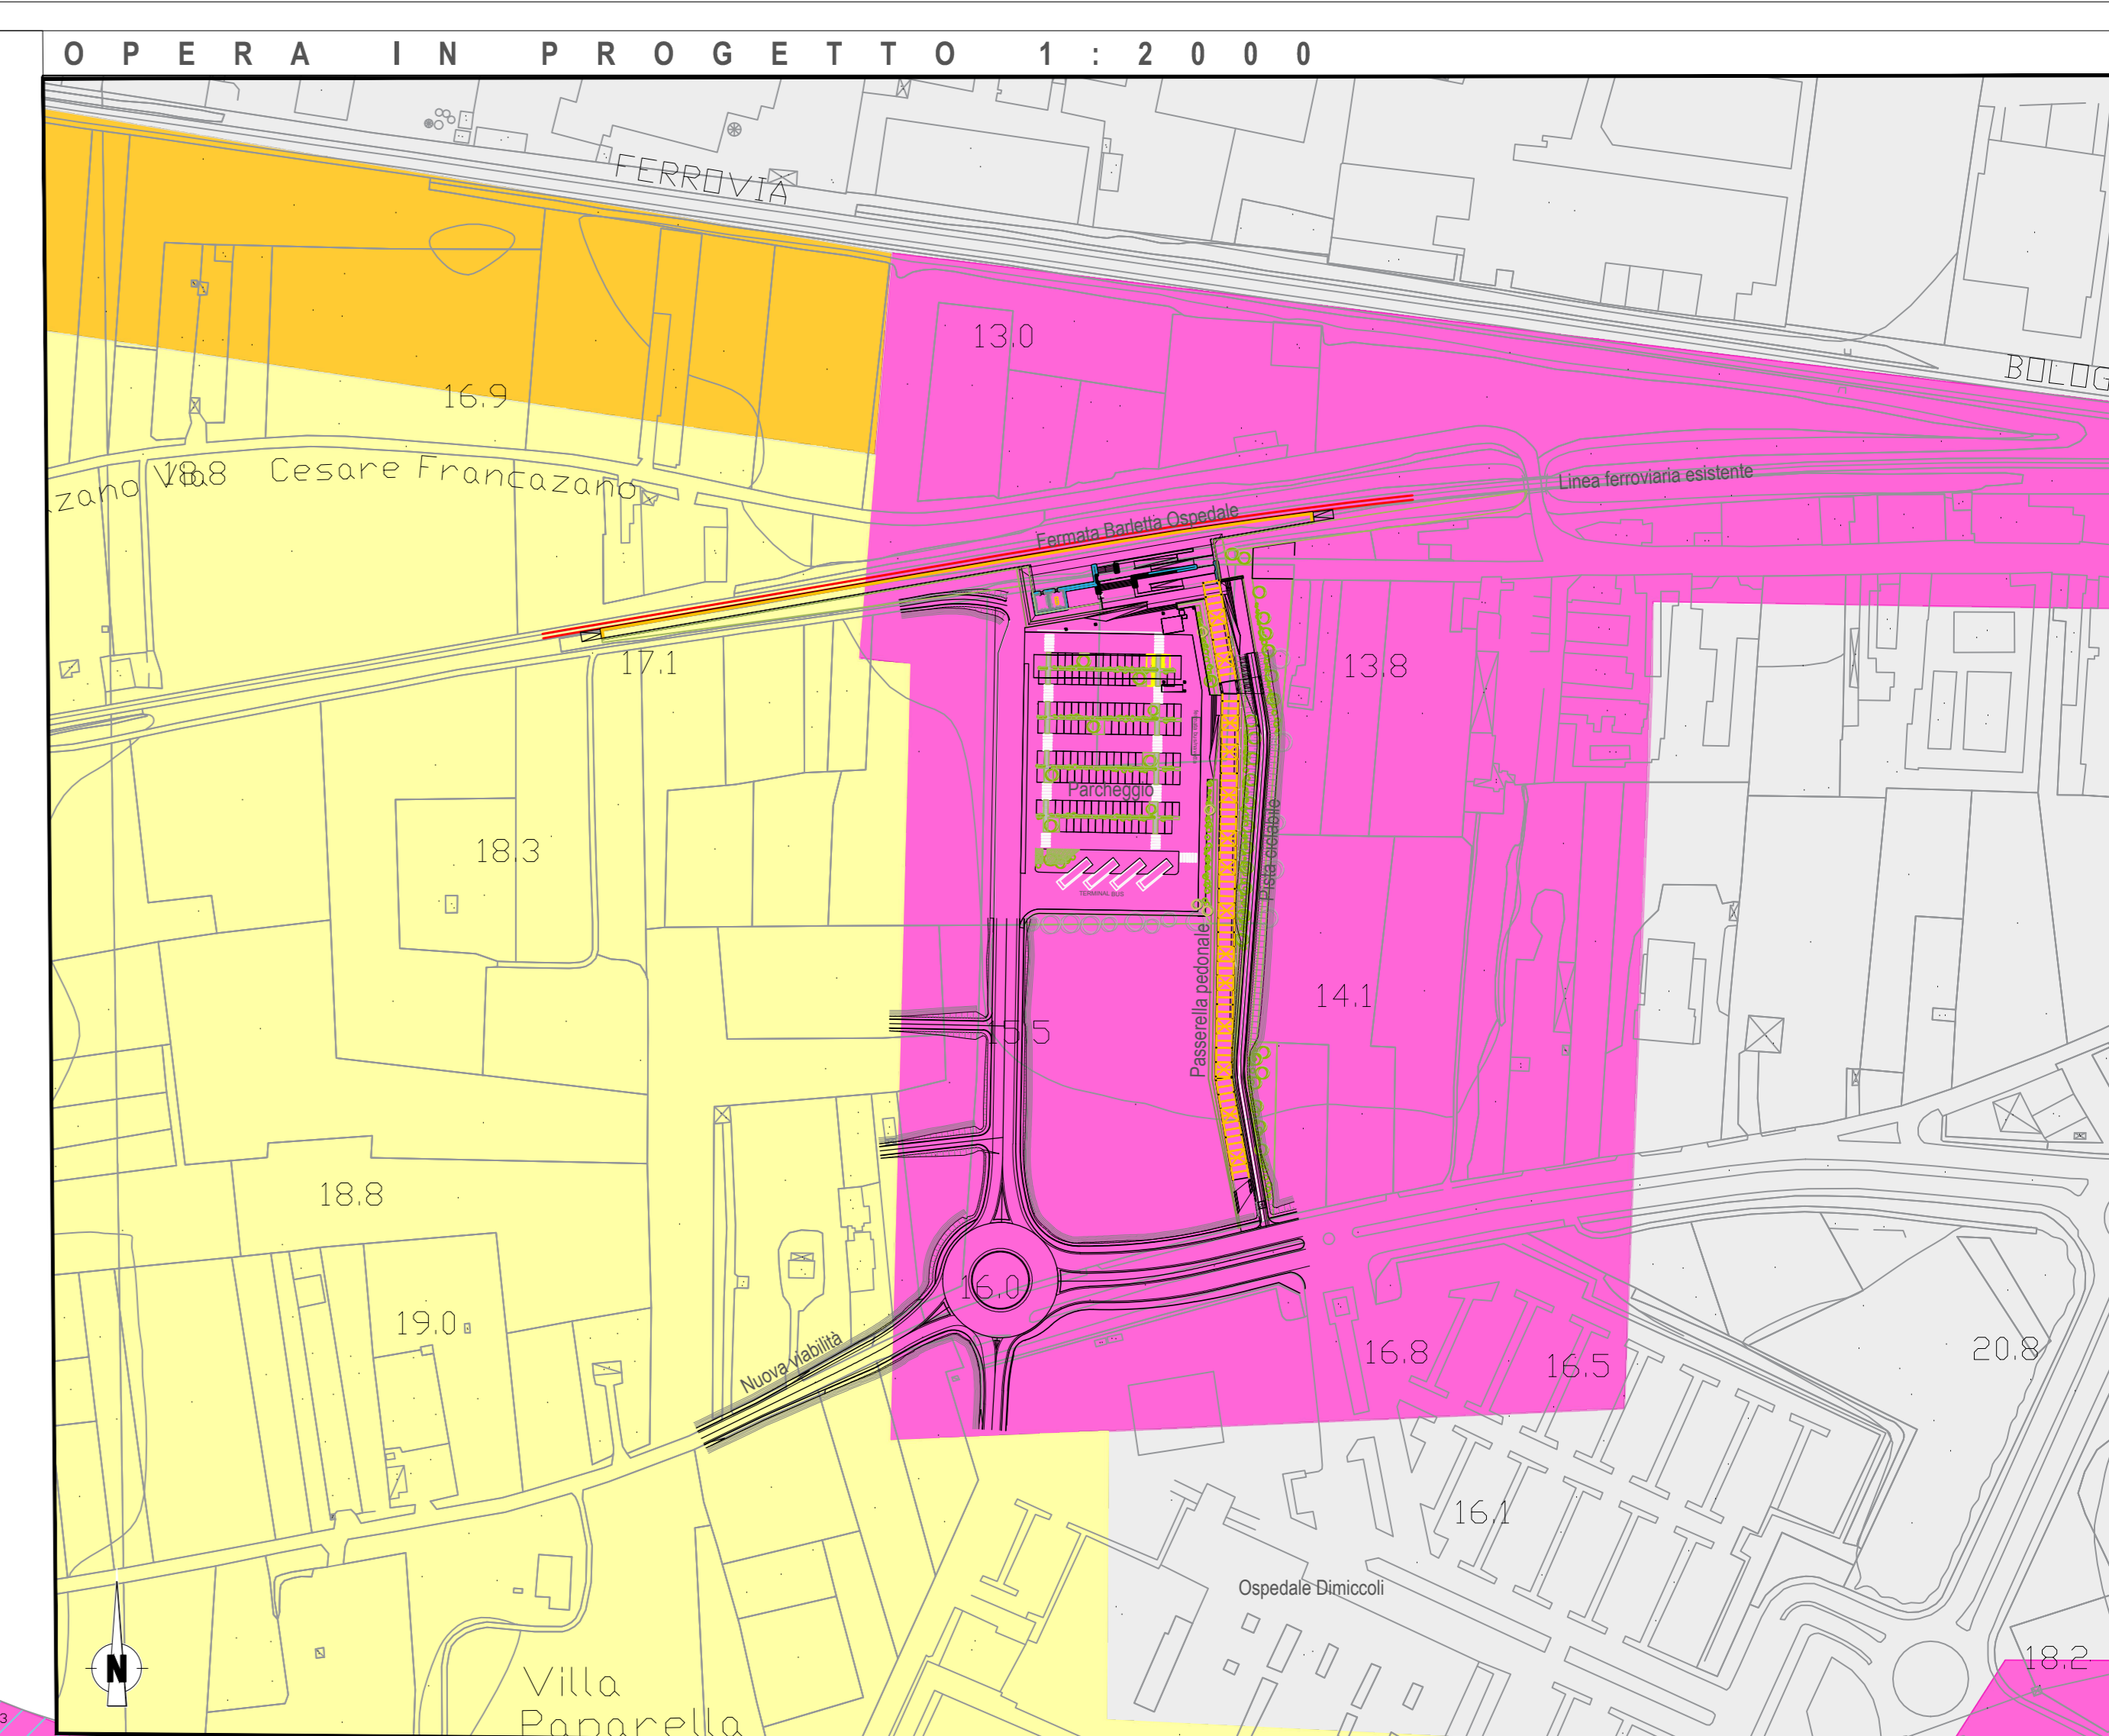 OPERA IN PROGETTO 1:2000
FERROVIA
BOLOG
13.0
16.9
18.8
zano Via
Cesare Francazano
Linea ferroviaria esistente
Fermata Barletta Ospedale
17.1
13.8
Parcheggio
Pista ciclabile
18.3
TERMINAL BUS
Passerella pedonale
14.1
15.5
18.8
16.0
19.0
Nuova viabilità
16.8
16.5
20.8
16.1
Ospedale Dimiccoli
18.2
N
Villa
Paparella
3